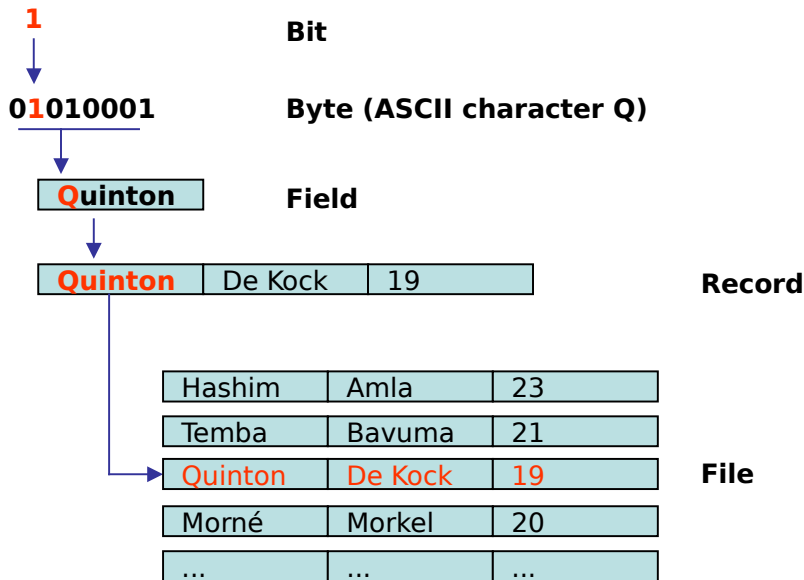 1 Bit
01010001 Byte (ASCII character Q)
Quinton Field
Quinton De Kock 19 Record
Hashim Amla 23
Temba Bavuma 21
Quinton De Kock 19 File
Morné Morkel 20
... ... ...